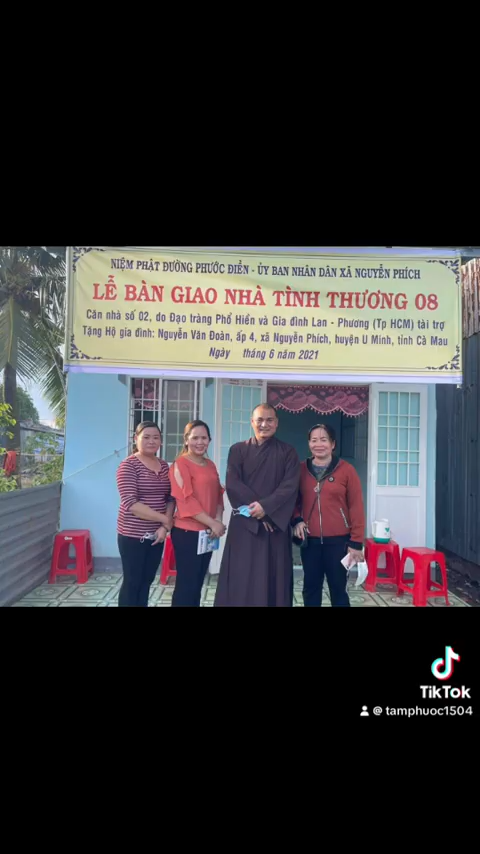 NIỆM PHẬT ĐƯỜNG PHƯỚC ĐIỀN - ỦY BAN NHÂN DÂN XÃ NGUYỄN PHÍCH
LỄ BÀN GIAO NHÀ TÌNH THƯƠNG 08
Căn nhà số 02, do Đạo tràng Phổ Hiền và Gia đình Lan - Phương (Tp HCM) tài trợ
Tặng Hộ gia đình: Nguyễn Văn Đoàn, ấp 4, xã Nguyễn Phích, huyện U Minh, tỉnh Cà Mau
Ngày tháng 6 năm 2021
TikTok
@ tamphuoc1504